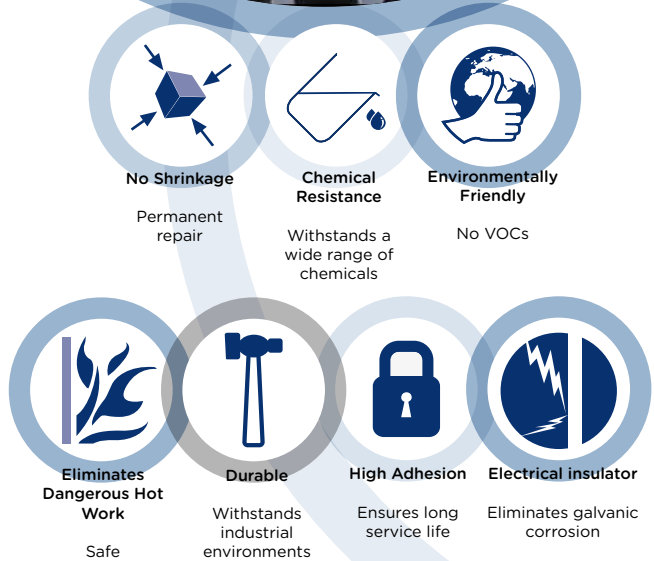 No Shrinkage
Permanent
repair
Chemical
Resistance
Withstands a
wide range of
chemicals
Environmentally
Friendly
No VOCs
Eliminates
Dangerous Hot
Work
Safe
Durable
Withstands
industrial
environments
High Adhesion
Ensures long
service life
Electrical insulator
Eliminates galvanic
corrosion